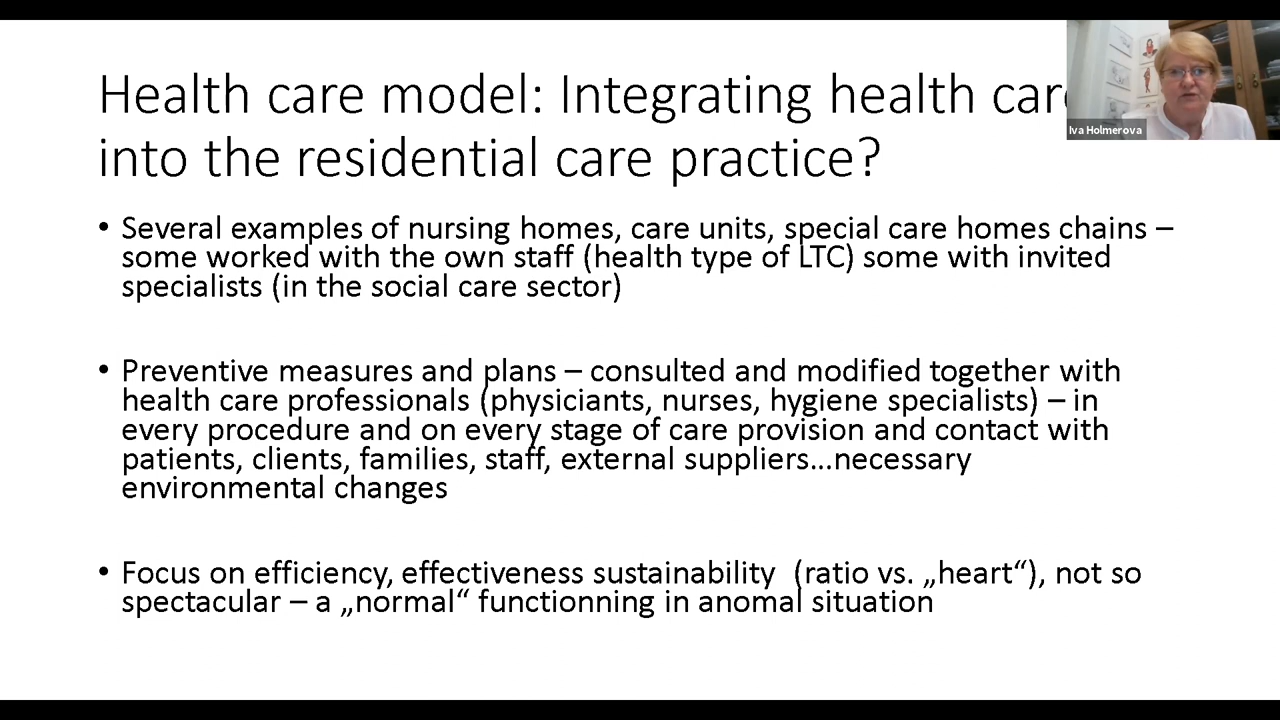 Health care model: Integrating health care
into the residential care practice?
Iva Holmerova
• Several examples of nursing homes, care units, special care homes chains –
some worked with the own staff (health type of LTC) some with invited
specialists (in the social care sector)
• Preventive measures and plans – consulted and modified together with
health care professionals (physiciants, nurses, hygiene specialists) – in
every procedure and on every stage of care provision and contact with
patients, clients, families, staff, external suppliers...necessary
environmental changes
• Focus on efficiency, effectiveness sustainability  (ratio vs. „heart“), not so
spectacular – a „normal“ functionning in anomal situation